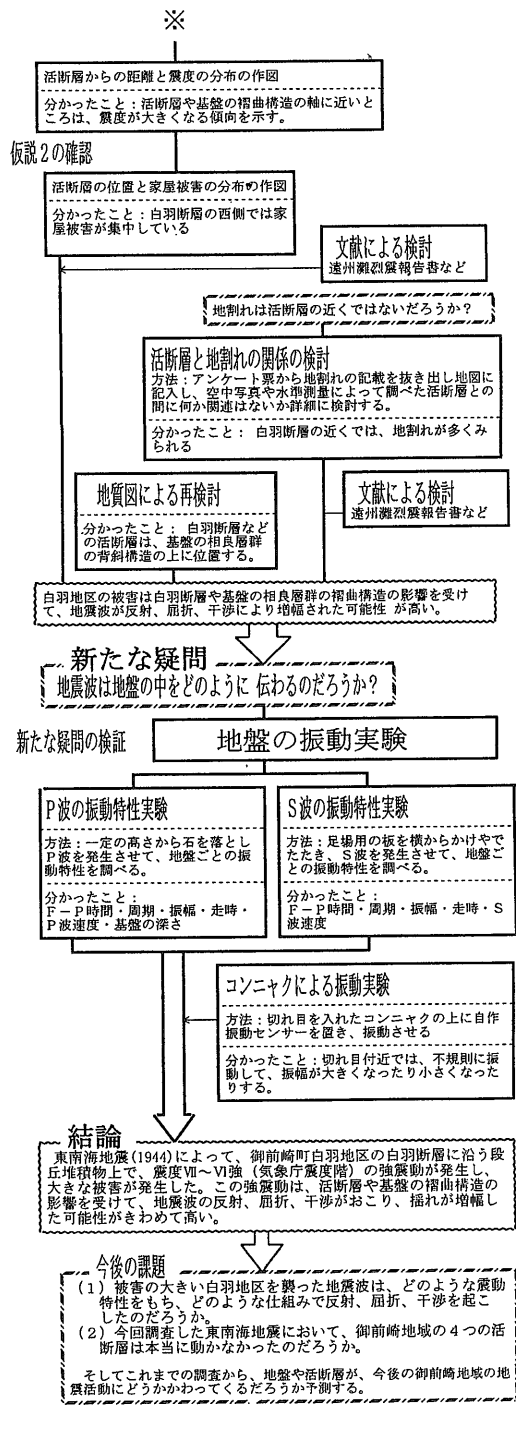 ※
活断層からの距離と震度の分布の作図
分かったこと：活断層や基盤の褶曲構造の軸に近いと
ころは、震度が大きくなる傾向を示す。
仮説２の確認
活断層の位置と家屋被害の分布の作図
分かったこと：白羽断層の西側では家
屋被害が集中している
文献による検討
遠州灘烈震報告書など
地割れは活断層の近くではないだろうか？
活断層と地割れの関係の検討
方法：アンケート票から地割れの記載を抜き出し地図に
記入し、空中写真や水準測量によって調べた活断層との
間に何か関連はないか詳細に検討する。
分かったこと： 白羽断層の近くでは、地割れが多くみ
られる
地質図による再検討
分かったこと： 白羽断層など
の活断層は、基盤の相良層群
の背斜構造の上に位置する。
文献による検討
遠州灘烈震報告書など
白羽地区の被害は白羽断層や基盤の相良層群の褶曲構造の影響を受け
て、地震波が反射、屈折、干渉により増幅された可能性 が高い。
新たな疑問
地震波は地盤の中をどのように 伝わるのだろうか？
新たな疑問の検証
地盤の振動実験
Ｐ波の振動特性実験
方法：一定の高さから石を落とし
Ｐ波を発生させて、地盤ごとの振
動特性を調べる。
分かったこと：
Ｆ－Ｐ時間・周期・振幅・走時・
Ｐ波速度・基盤の深さ
Ｓ波の振動特性実験
方法：足場用の板を横からかけやで
たたき、Ｓ波を発生させて、地盤ご
との振動特性を調べる。
分かったこと：
Ｆ－Ｐ時間・周期・振幅・走時・Ｓ
波速度
コンニャクによる振動実験
方法：切れ目を入れたコンニャクの上に自作
振動センサーを置き、振動させる
分かったこと：切れ目付近では、不規則に振
動して、振幅が大きくなったり小さくなった
りする。
結論
東南海地震(1944)によって、御前崎町白羽地区の白羽断層に沿う段
丘堆積物上で、震度Ⅶ～Ⅵ強（気象庁震度階）の強震動が発生し、
大きな被害が発生した。この強震動は、活断層や基盤の褶曲構造の
影響を受けて、地震波の反射、屈折、干渉がおこり、揺れが増幅し
た可能性がきわめて高い。
今後の課題
（１）被害の大きい白羽地区を襲った地震波は、どのような震動
特性をもち、どのような仕組みで反射、屈折、干渉を起こ
したのだろうか。
（２）今回調査した東南海地震において、御前崎地域の４つの活
断層は本当に動かなかったのだろうか。
そしてこれまでの調査から、地盤や活断層が、今後の御前崎地域の地
震活動にどうかかわってくるだろうか予測する。